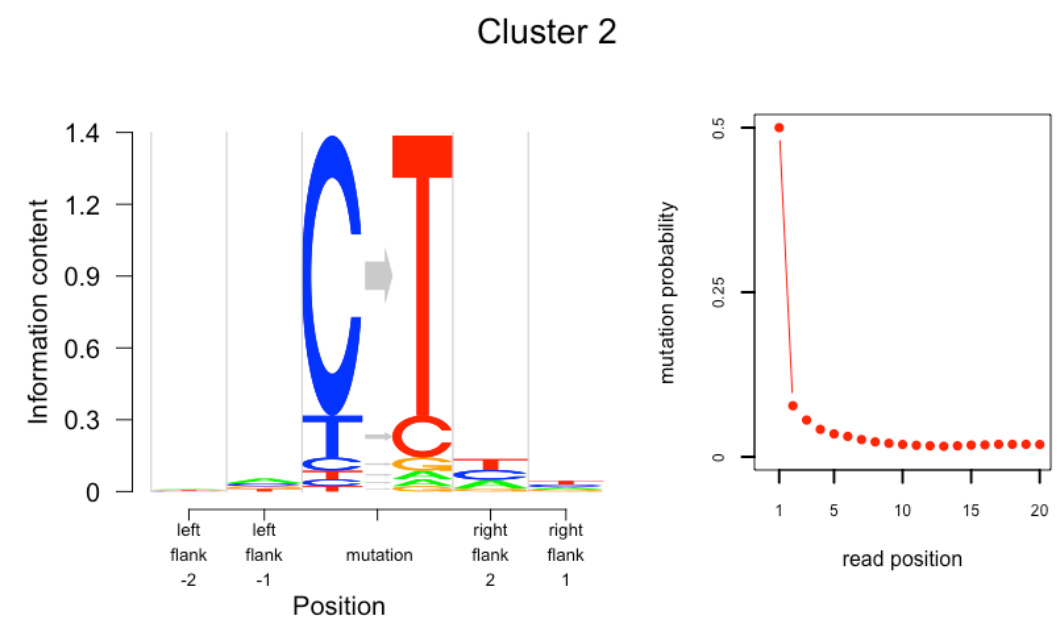 Cluster 2
Information content
1.4
1.2
0.9
0.6
0.3
0
C T
T C
C G
T A
C A
T G
left flank -2
left flank -1
mutation
right flank 2
right flank 1
Position
mutation probability
0.5
0.25
0
1 5 10 15 20
read position